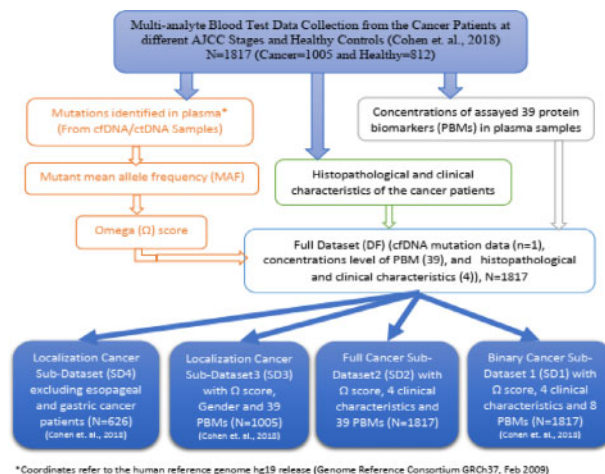 Multi-analyte Blood Test Data Collection from the Cancer Patients at
different AJCC Stages and Healthy Controls (Cohen et. al., 2018)
N=1817 (Cancer=1005 and Healthy=812)
Mutations identified in plasma*
(From cfDNA/ctDNA Samples)
Concentrations of assayed 39 protein
biomarkers (PBMs) in plasma samples
Mutant mean allele frequency (MAF)
Histopathological and clinical
characteristics of the cancer patients
Omega (Ω) score
Full Dataset (DF) (cfDNA mutation data (n=1),
concentrations level of PBM (39), and histopathological
and clinical characteristics (4)), N=1817
Localization Cancer
Sub-Dataset (SD4)
excluding esopageal
and gastric cancer
patients (N=626)
(Cohen et. al., 2018)
Localization Cancer
Sub-Dataset3 (SD3)
with Ω score,
Gender and 39
PBMs (N=1005)
(Cohen et. al., 2018)
Full Cancer Sub-
Dataset2 (SD2) with
Ω score, 4 clinical
characteristics and
39 PBMs (N=1817)
Binary Cancer Sub-
Dataset 1 (SD1) with
Ω score, 4 clinical
characteristics and 8
PBMs (N=1817)
(Cohen et. al., 2018)
*Coordinates refer to the human reference genome hg19 release (Genome Reference Consortium GRCh37, Feb 2009)